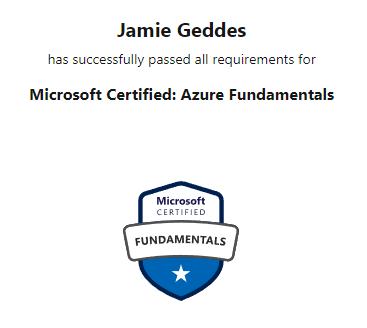 Jamie Geddes
has successfully passed all requirements for
Microsoft Certified: Azure Fundamentals
Microsoft
CERTIFIED
FUNDAMENTALS